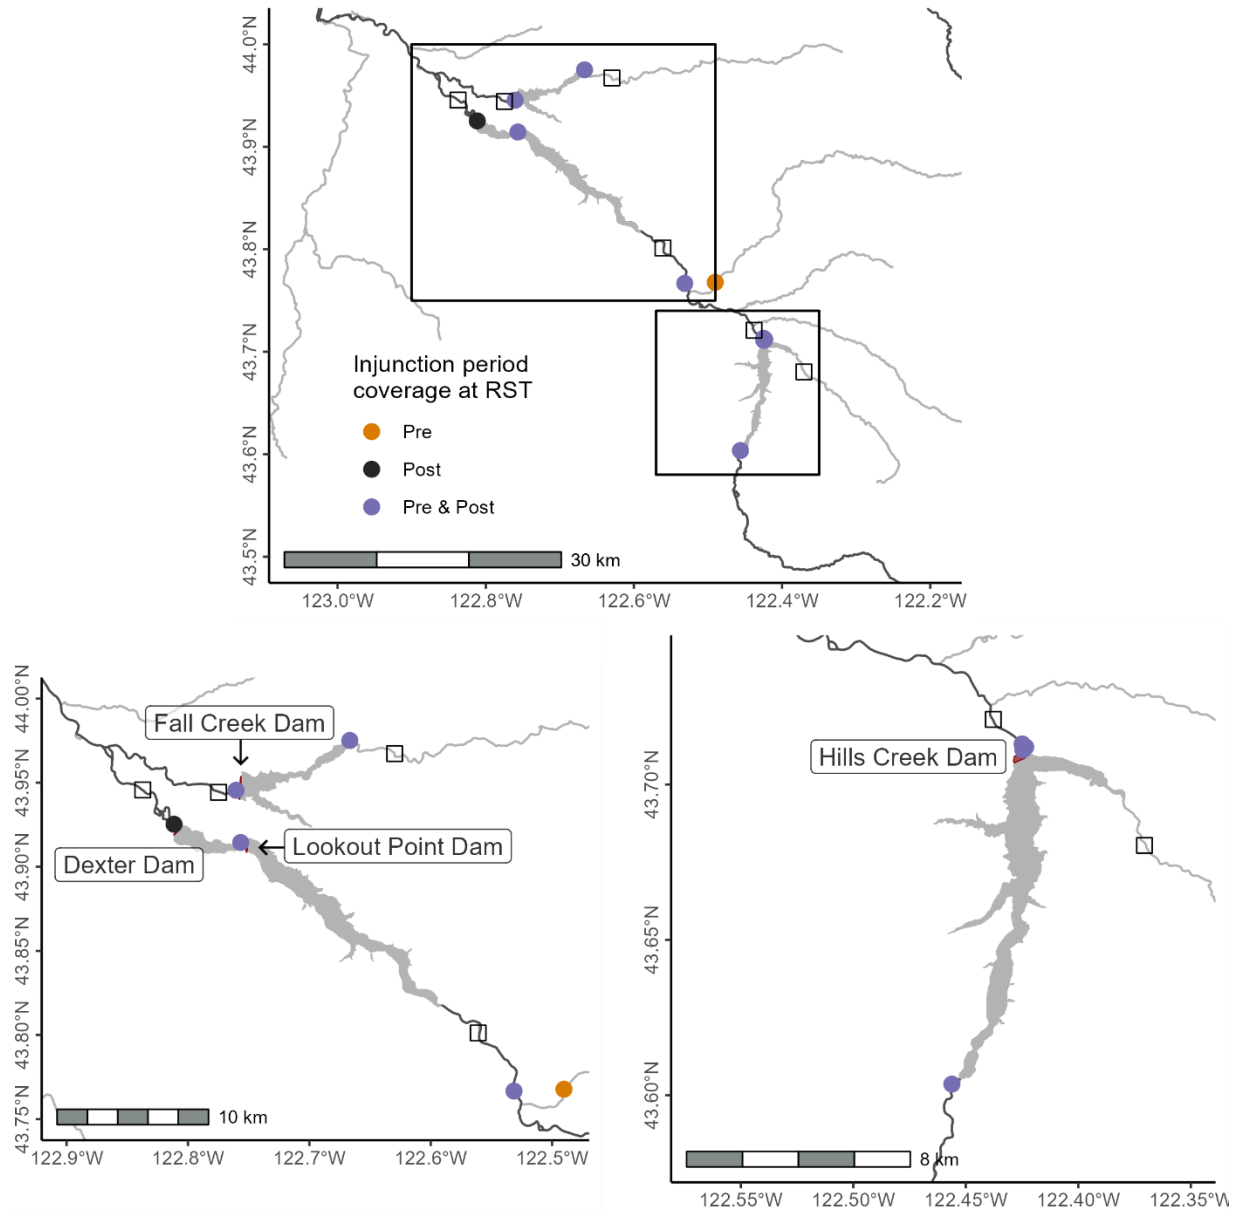 44.0°N
43.9°N
43.8°N
43.7°N
43.6°N
43.5°N
Injunction period
coverage at RST
Pre
Post
Pre & Post
30 km
123.0°W 122.8°W 122.6°W 122.4°W 122.2°W
44.00°N
43.95°N
43.90°N
43.85°N
43.80°N
43.75°N
Fall Creek Dam
Lookout Point Dam
Dexter Dam
10 km
122.9°W 122.8°W 122.7°W 122.6°W 122.5°W
43.70°N
43.65°N
43.60°N
Hills Creek Dam
8 km
122.55°W 122.50°W 122.45°W 122.40°W 122.35°W